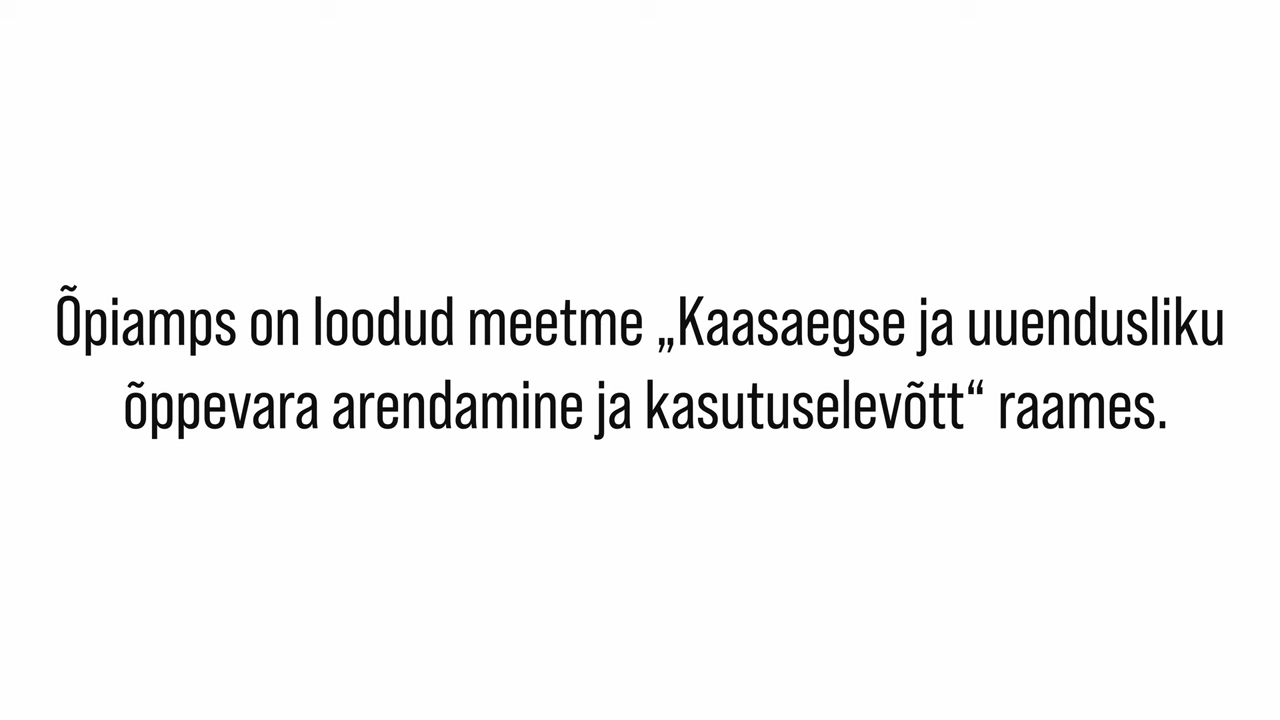 Õpiamps on loodud meetme „Kaasaegse ja uuendusliku
õppevara arendamine ja kasutuselevõtt“ raames.